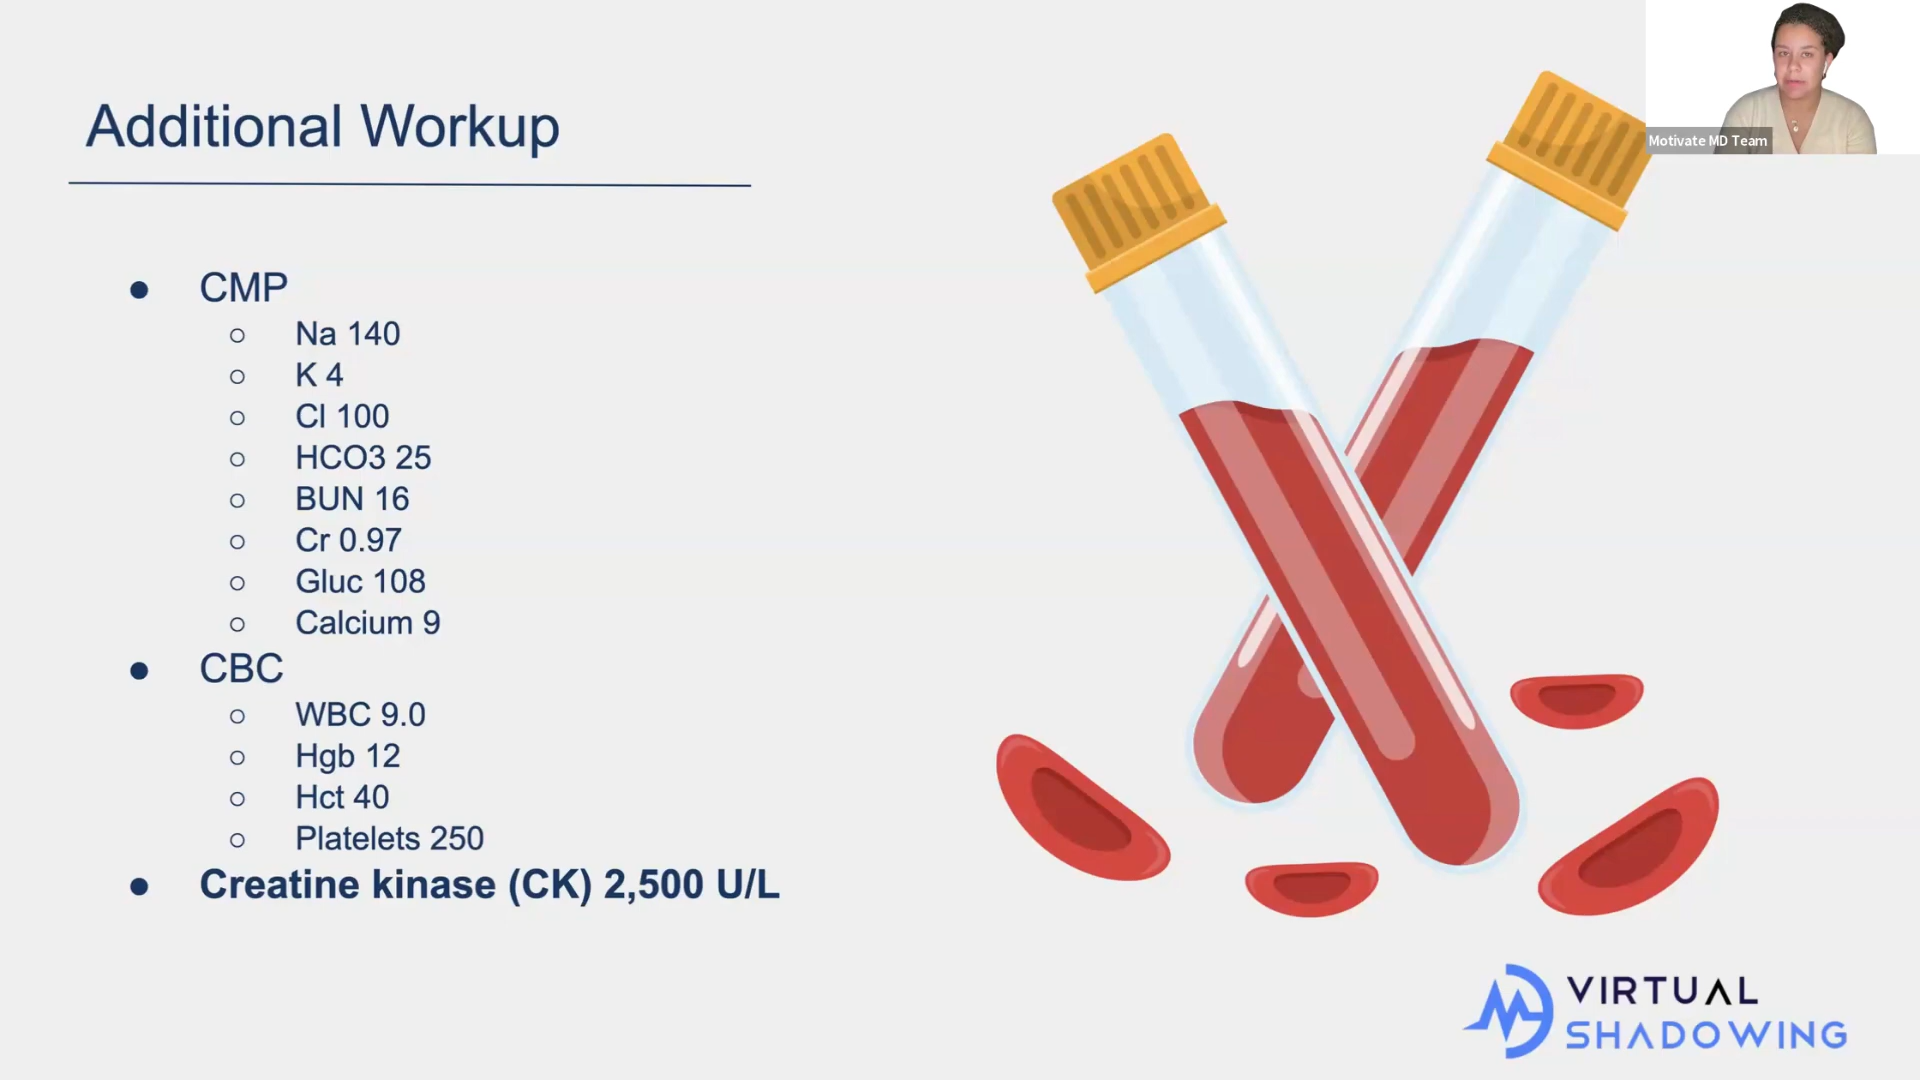 Additional Workup
Motivate MD Team
● CMP
○ Na 140
○ K 4
○ Cl 100
○ HCO3 25
○ BUN 16
○ Cr 0.97
○ Gluc 108
○ Calcium 9
● CBC
○ WBC 9.0
○ Hgb 12
○ Hct 40
○ Platelets 250
● Creatine kinase (CK) 2,500 U/L
VIRTUAL
SHADOWING